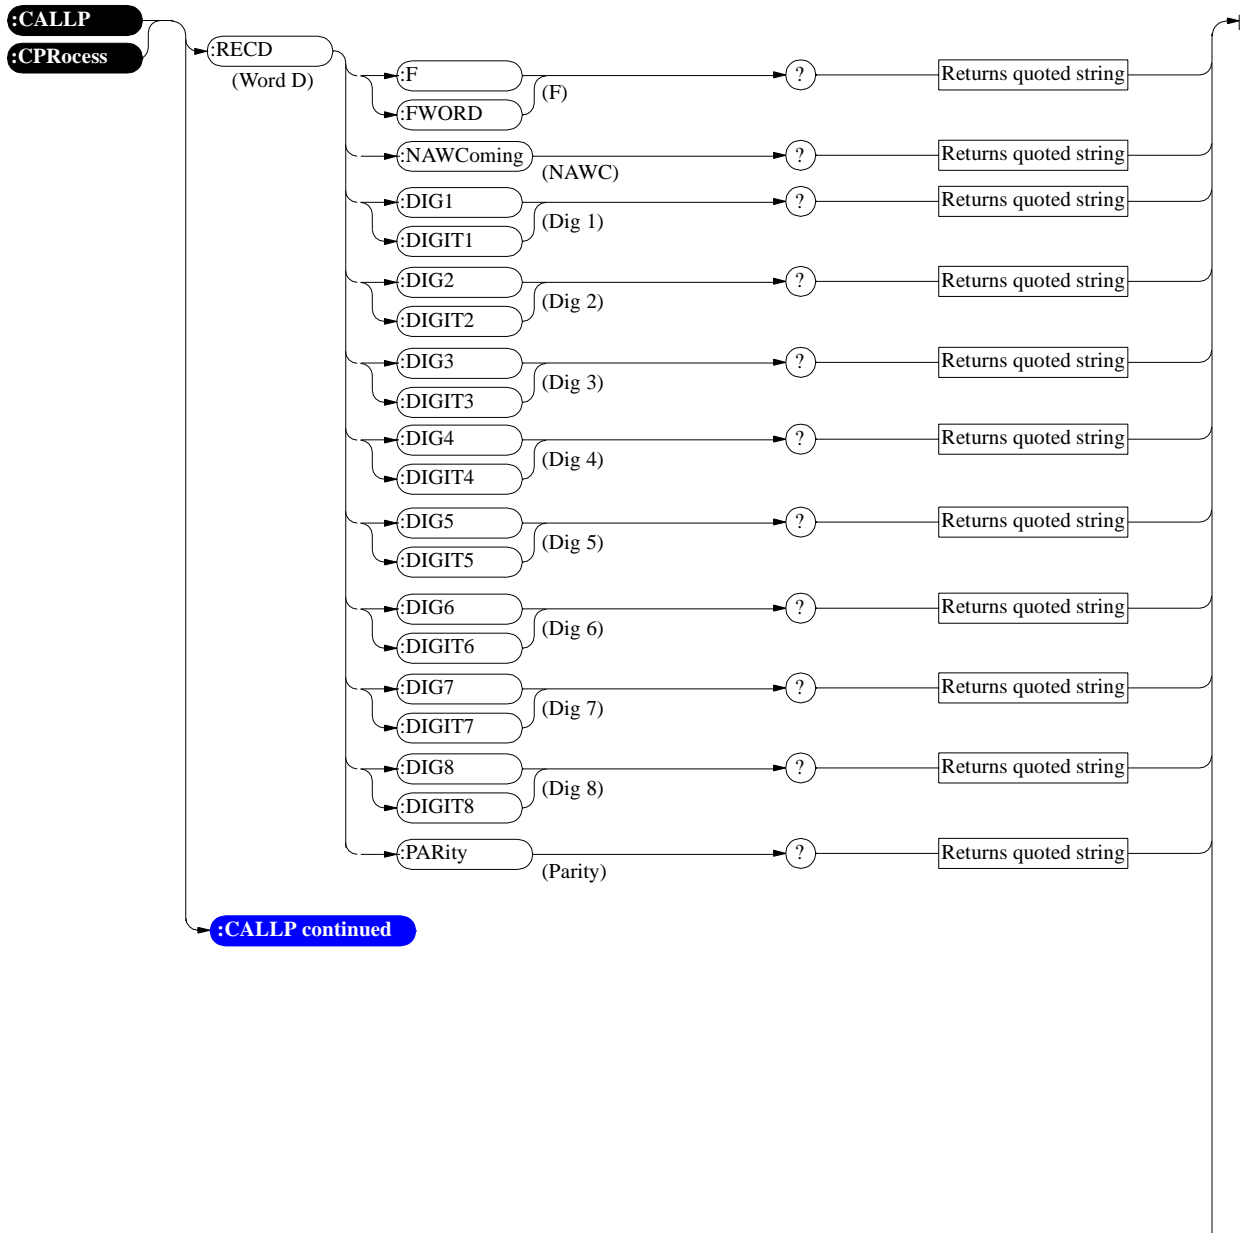 :CALLP
:CPRocess
:RECD
(Word D)
:F
:FWORD
(F)
?
Returns quoted string
:NAWComing
(NAWC)
?
Returns quoted string
:DIG1
:DIGIT1
(Dig 1)
?
Returns quoted string
:DIG2
:DIGIT2
(Dig 2)
?
Returns quoted string
:DIG3
:DIGIT3
(Dig 3)
?
Returns quoted string
:DIG4
:DIGIT4
(Dig 4)
?
Returns quoted string
:DIG5
:DIGIT5
(Dig 5)
?
Returns quoted string
:DIG6
:DIGIT6
(Dig 6)
?
Returns quoted string
:DIG7
:DIGIT7
(Dig 7)
?
Returns quoted string
:DIG8
:DIGIT8
(Dig 8)
?
Returns quoted string
:PARity
(Parity)
?
Returns quoted string
:CALLP continued